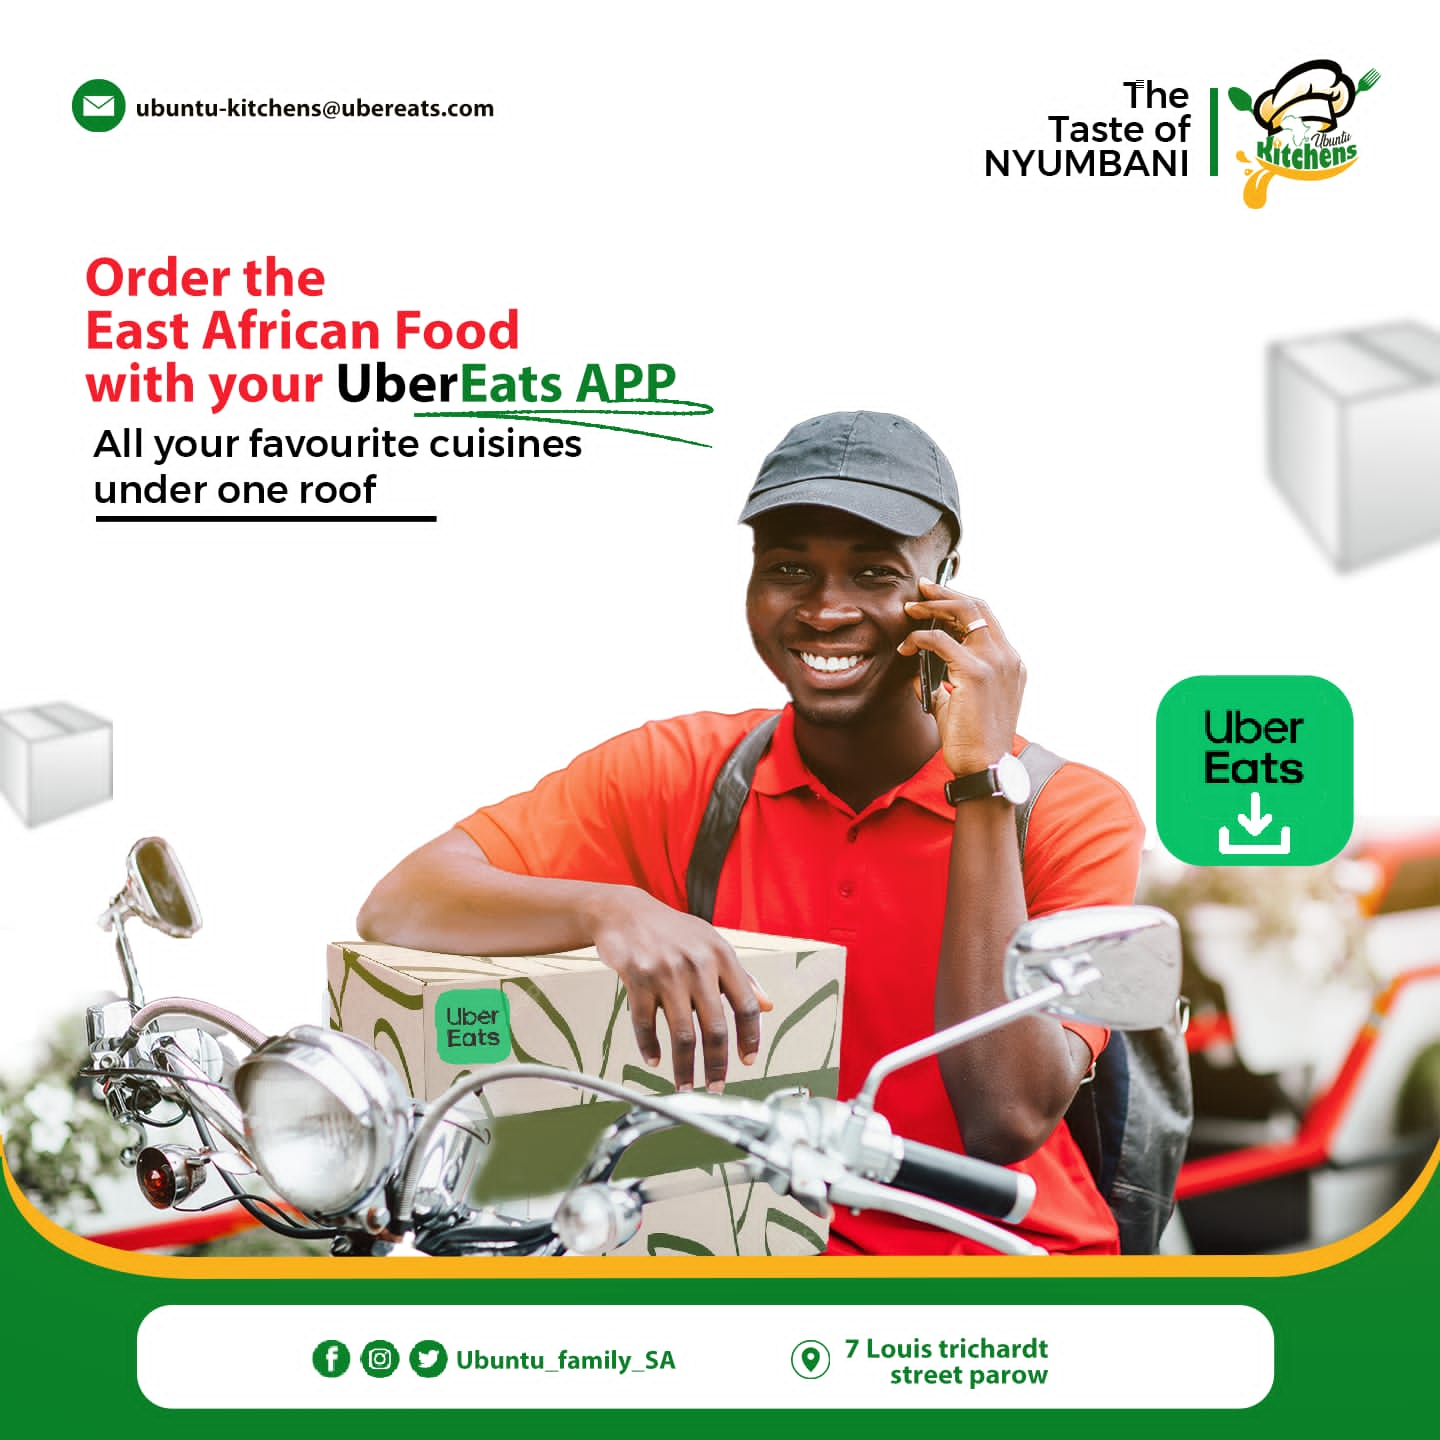 ubuntu-kitchens@ubereats.com
The
Taste of
NYUMBANI
Ubuntu
Kitchens
Order the
East African Food
with your UberEats APP
All your favourite cuisines
under one roof
Uber
Eats
Uber
Eats
Ubuntu_family_SA
7 Louis trichardt
street parow